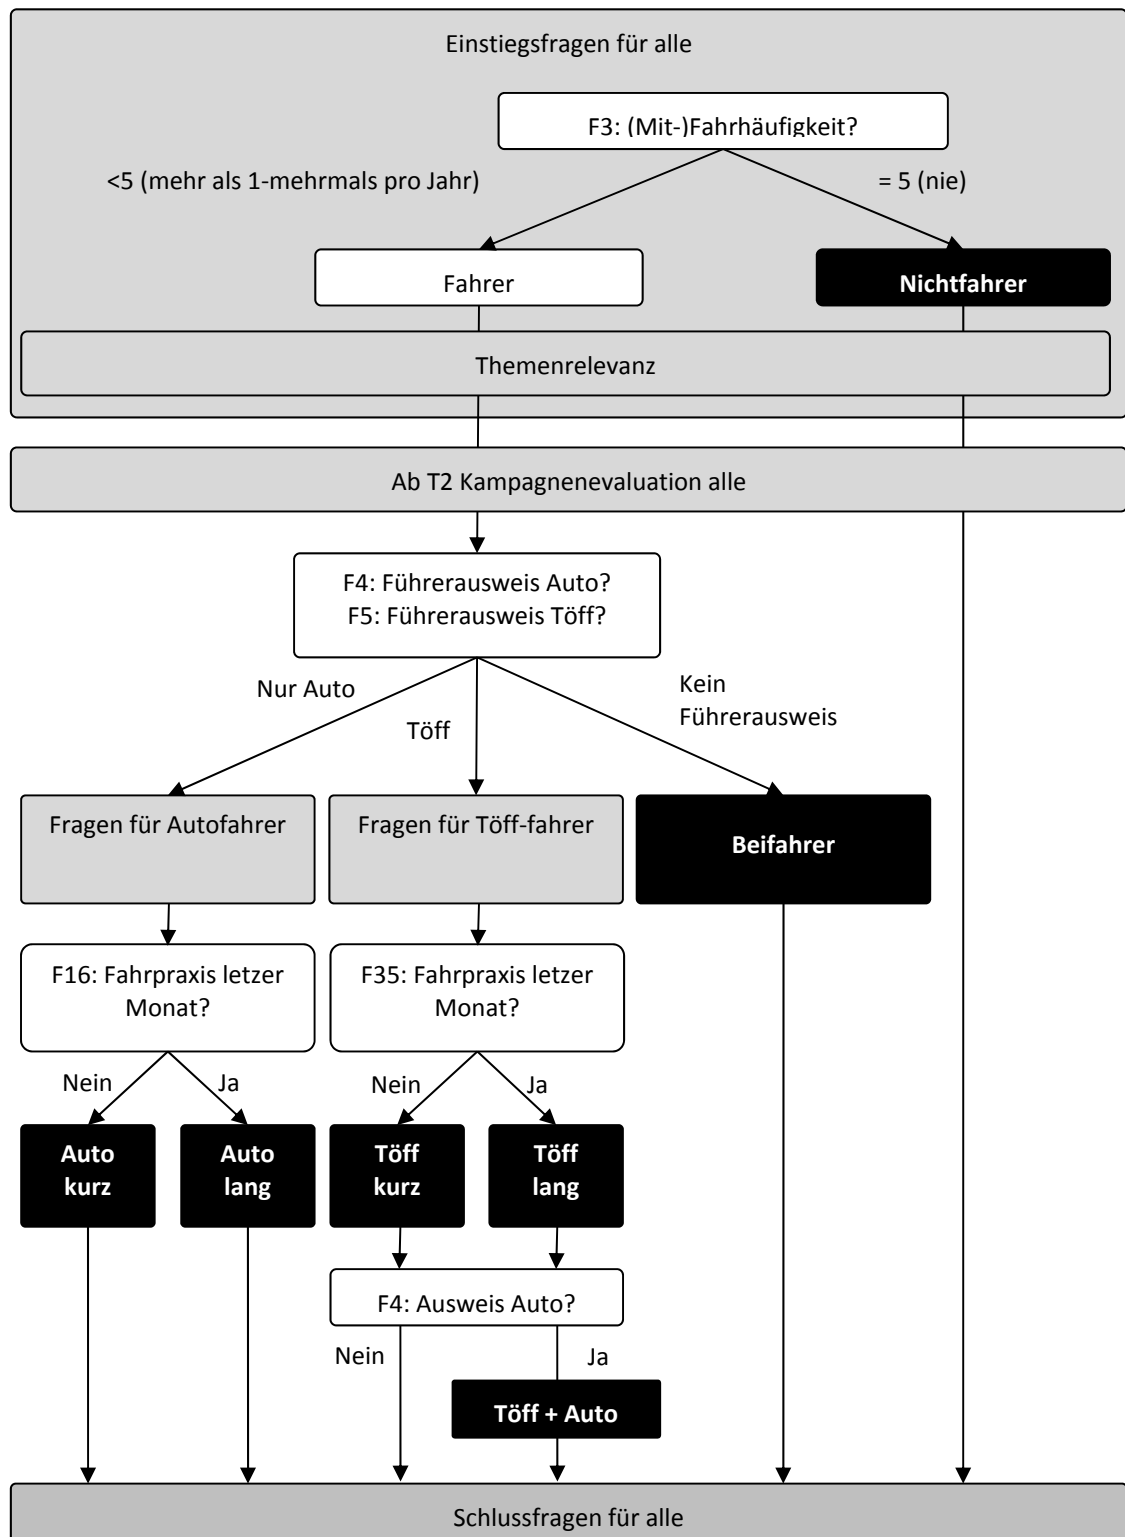 Einstiegsfragen für alle
F3: (Mit-)Fahrhäufigkeit?
<5 (mehr als 1-mehrmals pro Jahr)
= 5 (nie)
Fahrer
Nichtfahrer
Themenrelevanz
Ab T2 Kampagnenevaluation alle
F4: Führerausweis Auto?
F5: Führerausweis Töff?
Nur Auto
Töff
Kein
Führerausweis
Fragen für Autofahrer
Fragen für Töff-fahrer
Beifahrer
F16: Fahrpraxis letzer
Monat?
F35: Fahrpraxis letzer
Monat?
Nein
Ja
Nein
Ja
Auto
kurz
Auto
lang
Töff
kurz
Töff
lang
F4: Ausweis Auto?
Nein
Ja
Töff + Auto
Schlussfragen für alle